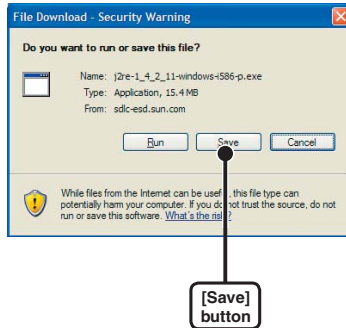 File Download - Security Warning
Do you want to run or save this file?
Name: j2re-1_4_2_11-windows-i586-p.exe
Type: Application, 15.4 MB
From: sdlc-esd.sun.com
Run Save Cancel
While files from the Internet can be useful, this file type can
potentially harm your computer. If you do not trust the source, do not
run or save this software. What's the risk?
[Save]
button